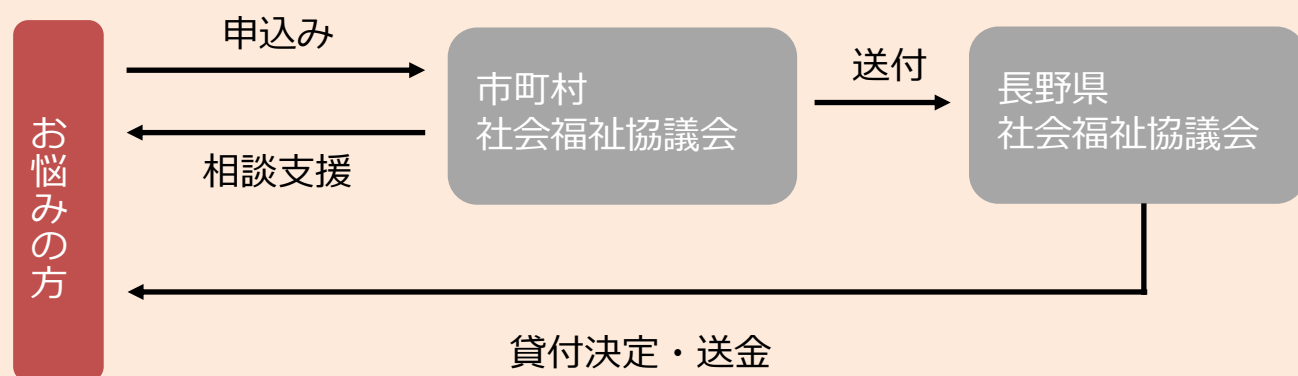 お悩みの方
申込み
相談支援
市町村
社会福祉協議会
送付
長野県
社会福祉協議会
貸付決定・送金